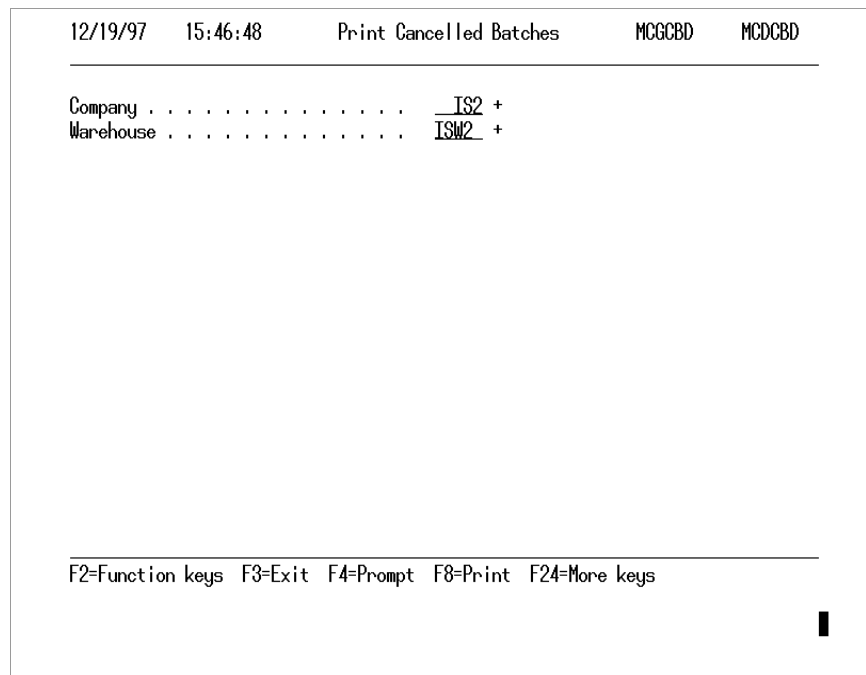 12/19/97 15:46:48 Print Cancelled Batches MCGCBD MCDCBD
Company . . . . . . . . . . . . . . IS2 +
Warehouse . . . . . . . . . . . . . ISW2 +
F2=Function keys F3=Exit F4=Prompt F8=Print F24=More keys